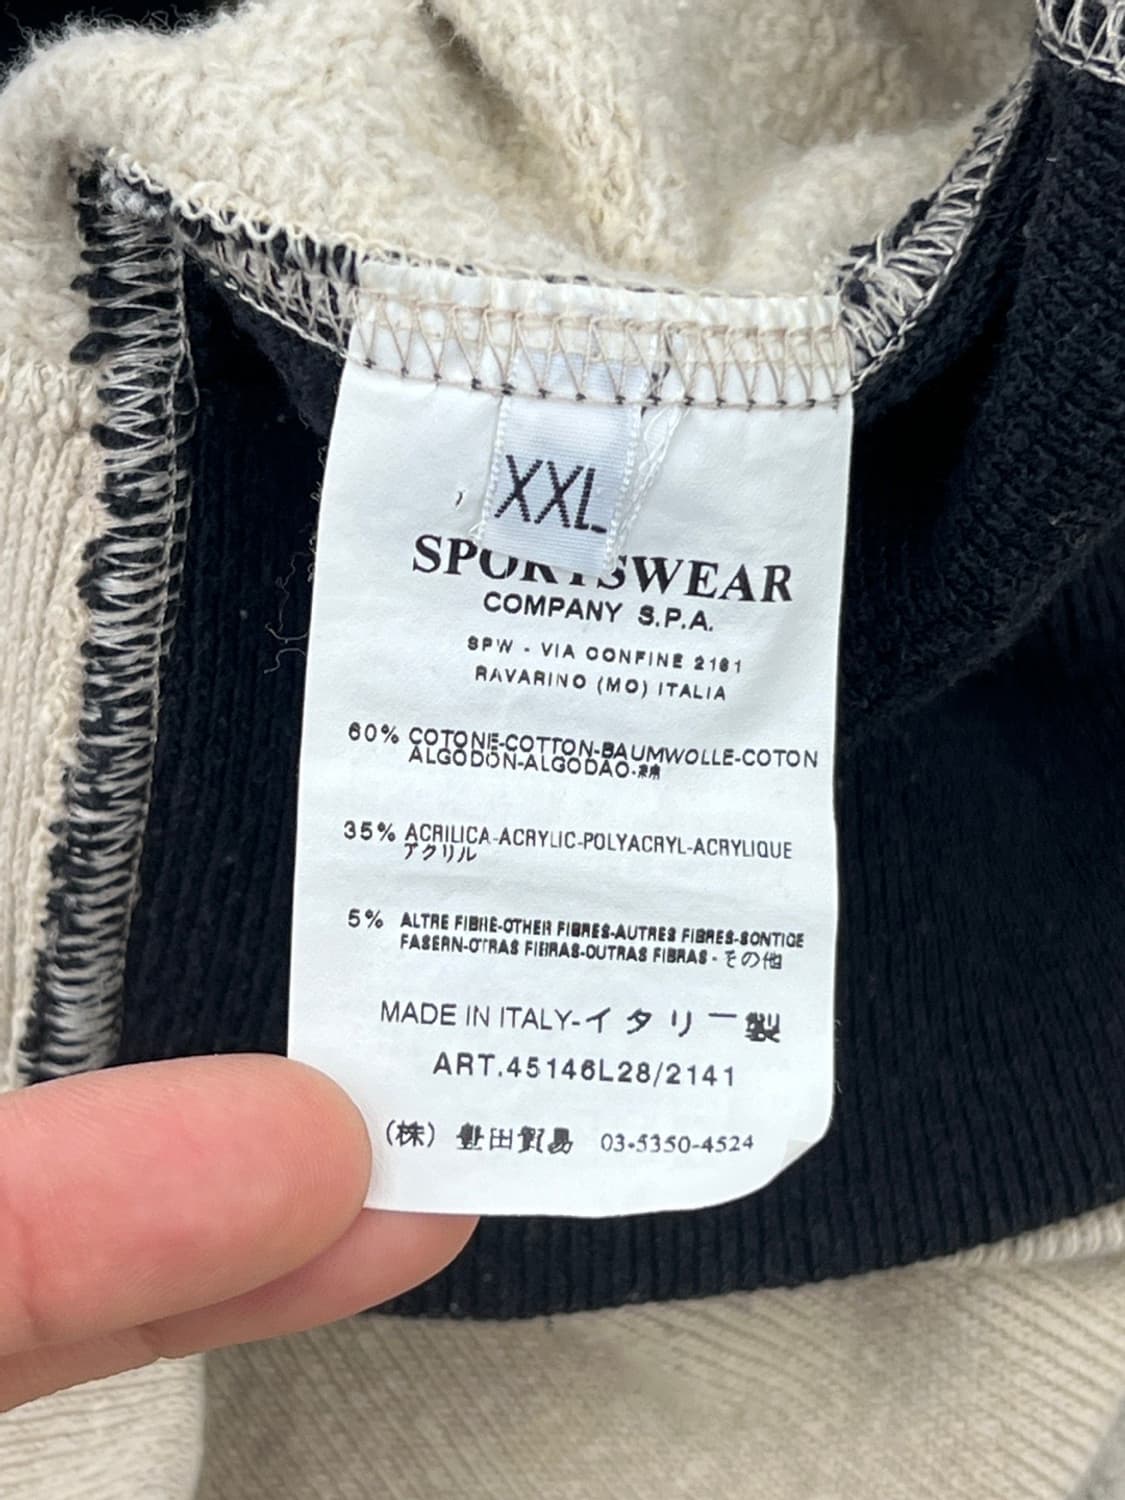 XXL
SPORTSWEAR
COMPANY S.P.A.
SPW - VIA CONFINE 2161
RAVARINO (MO) ITALIA
60% COTONE-COTTON-BAUMWOLLE-COTON
ALGODON-ALGODAO-綿
35% ACRILICA-ACRYLIC-POLYACRYL-ACRYLIQUE
アクリル
5% ALTRE FIBRE-OTHER FIBRES-AUTRES FIBRES-SONTIGE
FASERN-OTRAS FIBRAS-OUTRAS FIBRAS-その他
MADE IN ITALY-イタリー製
ART.45146L28/2141
(株) 豊田貿易 03-5350-4524